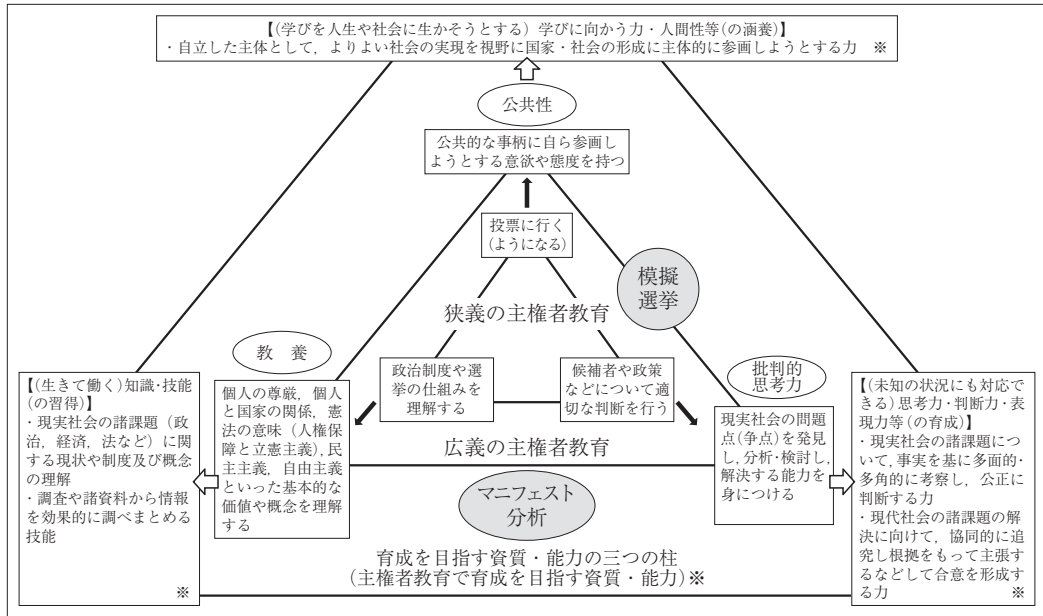 【(学びを人生や社会に生かそうとする) 学びに向かう力・人間性等(の涵養)】
・自立した主体として，よりよい社会の実現を視野に国家・社会の形成に主体的に参画しようとする力　※
公共性
公共的な事柄に自ら参画し
ようとする意欲や態度を持つ
投票に行く
(ようになる)
模擬
選挙
狭義の主権者教育
教　養
政治制度や選
挙の仕組みを
理解する
候補者や政策
などについて適
切な判断を行う
批判的
思考力
【(生きて働く)知識・技能
(の習得)】
・現実社会の諸課題（政
治，経済，法など）に関
する現状や制度及び概念
の理解
・調査や諸資料から情報
を効果的に調べまとめる
技能
※
個人の尊厳，個人
と国家の関係，憲
法の意味（人権保
障と立憲主義），民
主主義，自由主義
といった基本的な
価値や概念を理解
する
広義の主権者教育
現実社会の問題
点(争点)を発見
し，分析・検討し，
解決する能力を
身につける
【(未知の状況にも対応でき
る)思考力・判断力・表
現力等(の育成)】
・現実社会の諸課題につ
いて，事実を基に多面的・
多角的に考察し，公正に
判断する力
・現代社会の諸課題の解
決に向けて，協同的に追
究し根拠をもって主張す
るなどして合意を形成す
る力　※
マニフェスト
分析
育成を目指す資質・能力の三つの柱
(主権者教育で育成を目指す資質・能力)※